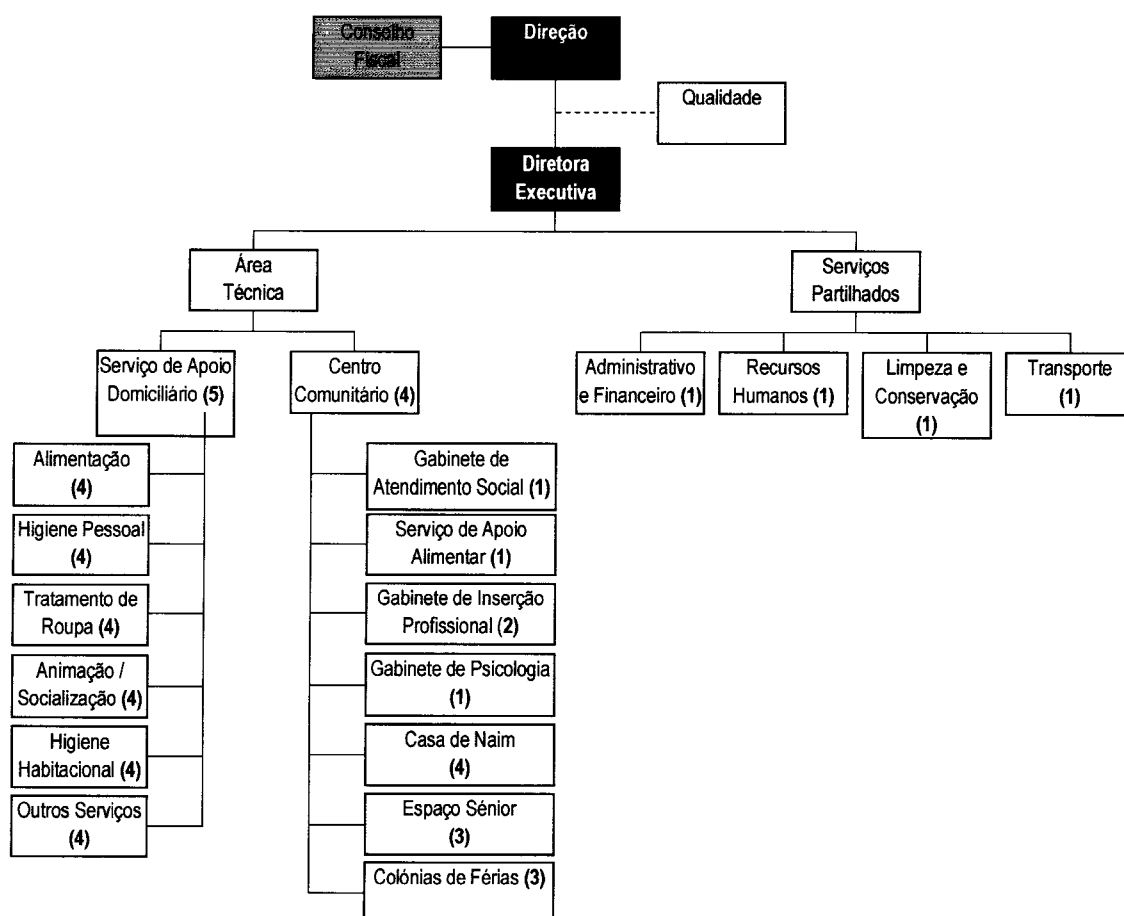 Conselho
Fiscal
Direção
Qualidade
Diretora
Executiva
Área
Técnica
Serviços
Partilhados
Serviço de Apoio
Domiciliário (5)
Centro
Comunitário (4)
Administrativo
e Financeiro (1)
Recursos
Humanos (1)
Limpeza e
Conservação
(1)
Transporte
(1)
Alimentação
(4)
Higiene Pessoal
(4)
Tratamento de
Roupa (4)
Animação /
Socialização (4)
Higiene
Habitacional (4)
Outros Serviços
(4)
Gabinete de
Atendimento Social (1)
Serviço de Apoio
Alimentar (1)
Gabinete de Inserção
Profissional (2)
Gabinete de Psicologia
(1)
Casa de Naim
(4)
Espaço Sénior
(3)
Colónias de Férias (3)